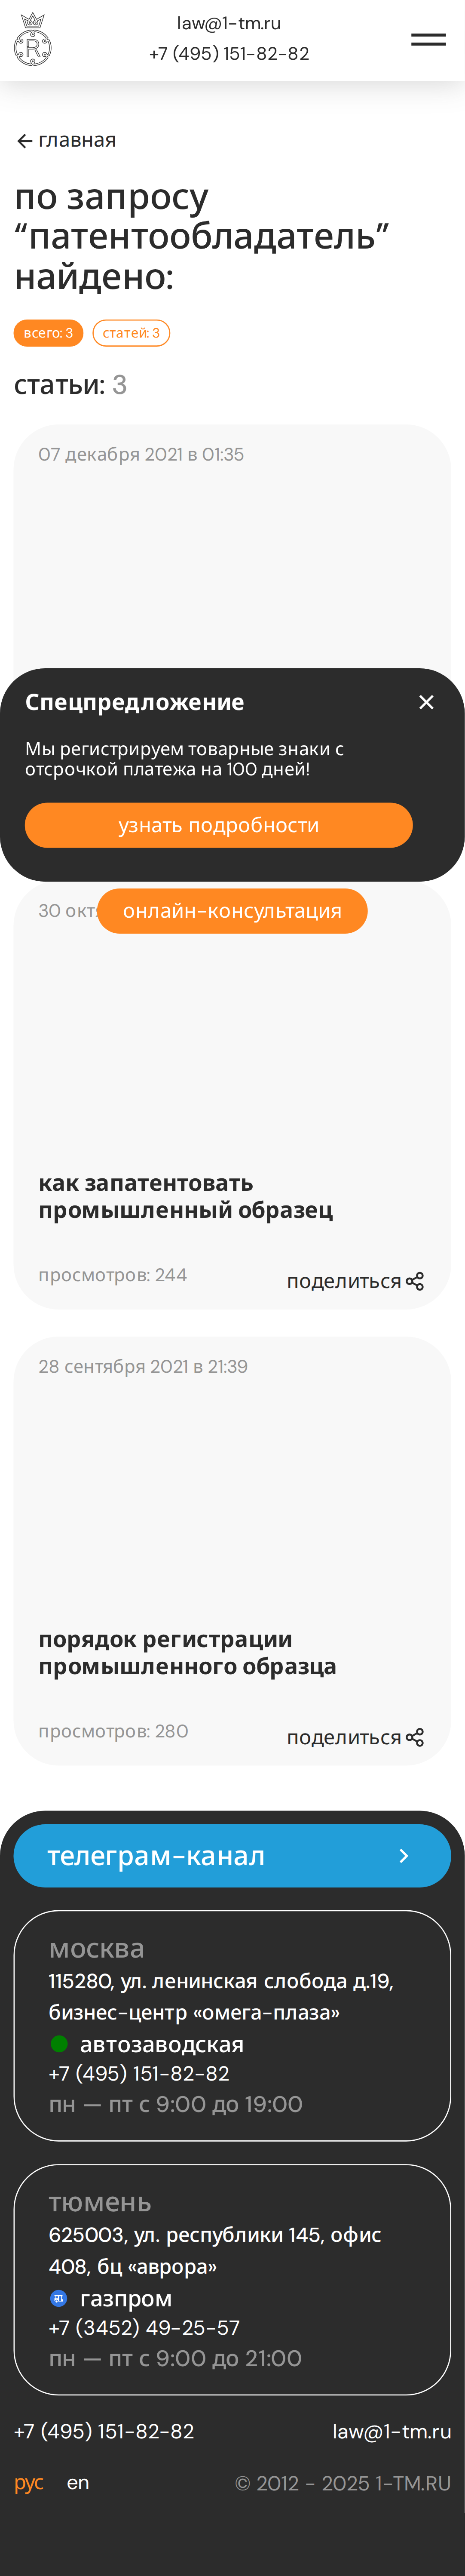 law@1-tm.ru
+7 (495) 151-82-82
R
← главная
по запросу
“патентообладатель”
найдено:
всего: 3 статей: 3
статьи: 3
07 декабря 2021 в 01:35
Спецпредложение
Мы регистрируем товарные знаки с
отсрочкой платежа на 100 дней!
узнать подробности
30
онлайн-консультация
как запатентовать
промышленный образец
просмотров: 244
поделиться
28 сентября 2021 в 21:39
порядок регистрации
промышленного образца
просмотров: 280
поделиться
телеграм-канал
москва
115280, ул. ленинская слобода д.19,
бизнес-центр «омега-плаза»
автозаводская
+7 (495) 151-82-82
пн — пт с 9:00 до 19:00
тюмень
625003, ул. республики 145, офис
408, бц «аврора»
газпром
+7 (3452) 49-25-57
пн — пт с 9:00 до 21:00
+7 (495) 151-82-82 law@1-tm.ru
рус en © 2012 - 2025 1-TM.RU